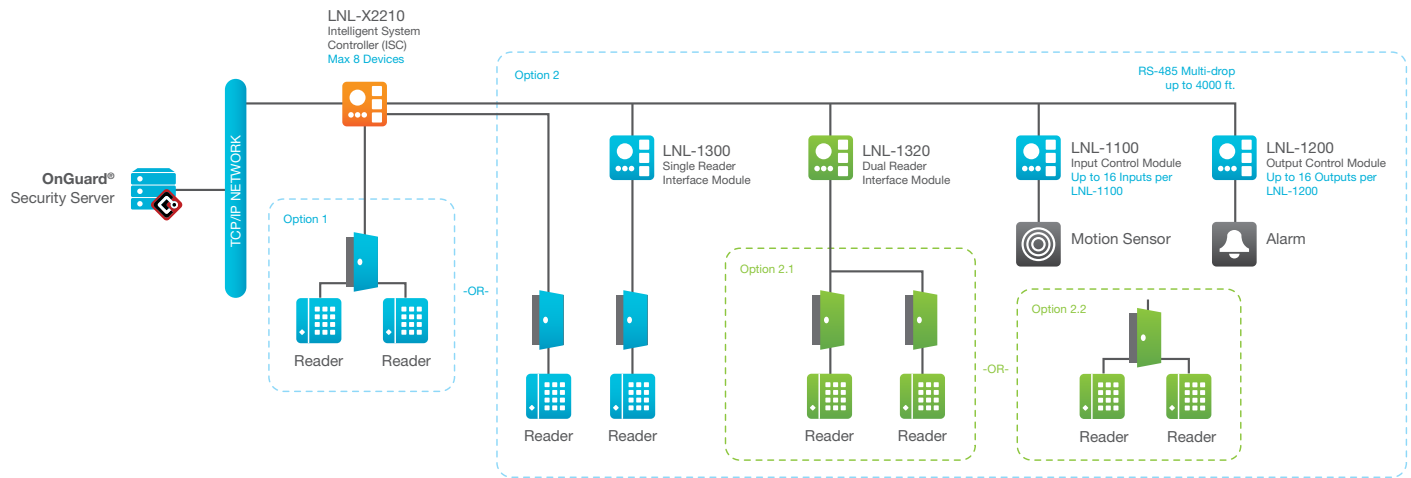 LNL-X2210
Intelligent System
Controller (ISC)
Max 8 Devices
Option 2
RS-485 Multi-drop
up to 4000 ft.
OnGuard®
Security Server
TCP/IP NETWORK
LNL-1300
Single Reader
Interface Module
LNL-1320
Dual Reader
Interface Module
LNL-1100
Input Control Module
Up to 16 Inputs per
LNL-1100
LNL-1200
Output Control Module
Up to 16 Outputs per
LNL-1200
Motion Sensor
Alarm
Option 1
Reader
Reader
-OR-
Reader
Reader
Option 2.1
Reader
Reader
-OR-
Option 2.2
Reader
Reader